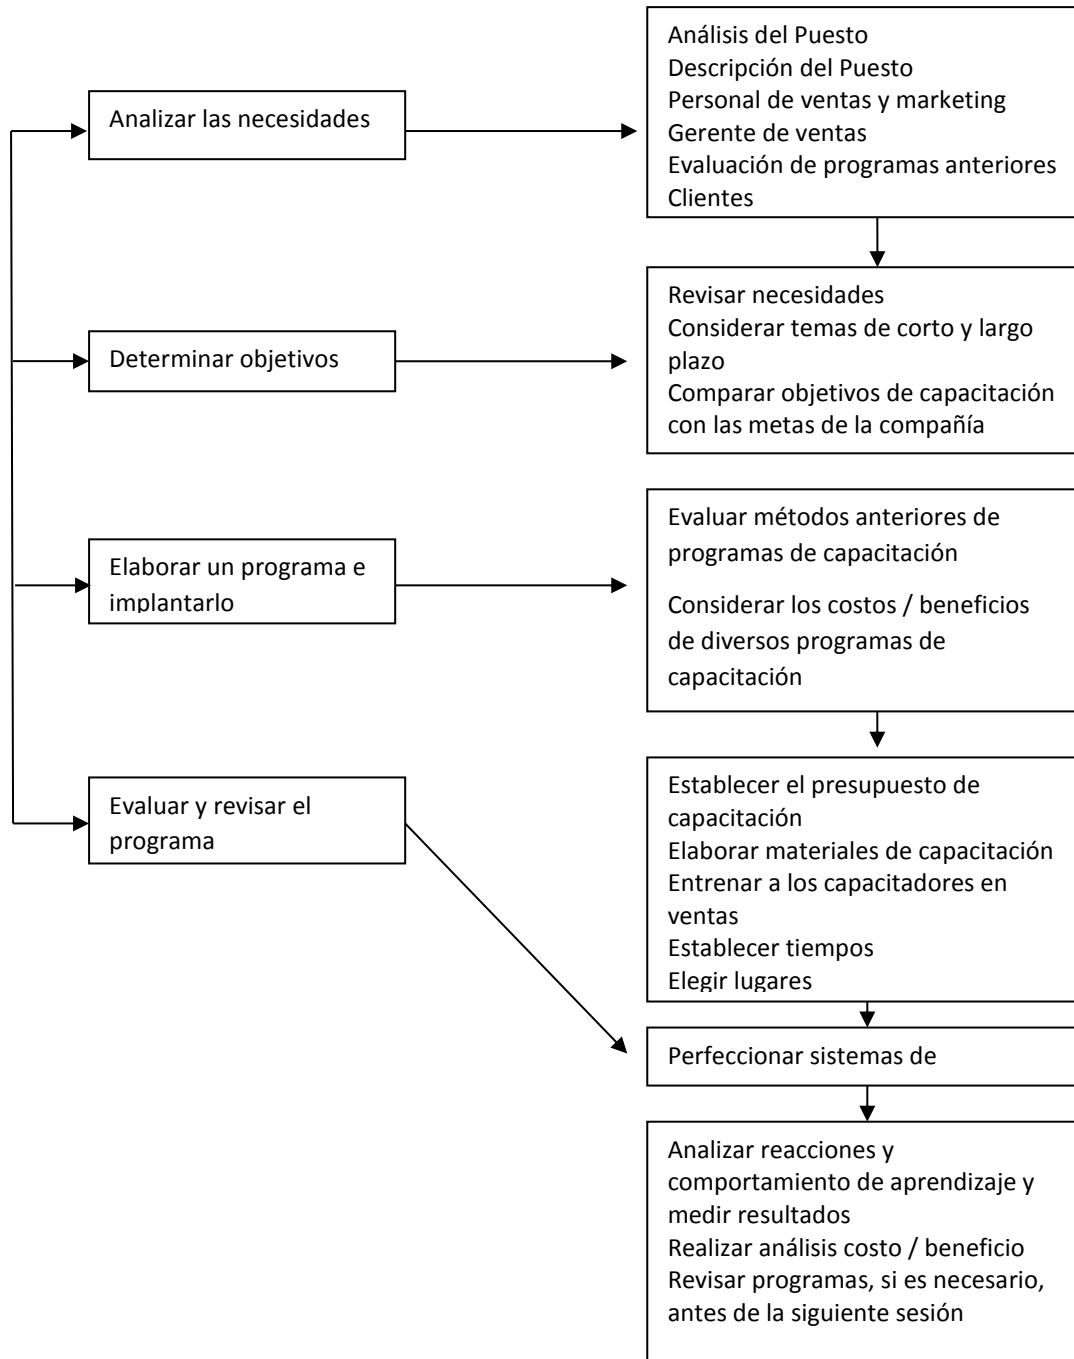 Analizar las necesidades
Análisis del Puesto
Descripción del Puesto
Personal de ventas y marketing
Gerente de ventas
Evaluación de programas anteriores
Clientes
Determinar objetivos
Revisar necesidades
Considerar temas de corto y largo
plazo
Comparar objetivos de capacitación
con las metas de la compañía
Elaborar un programa e
implantarlo
Evaluar métodos anteriores de
programas de capacitación
Considerar los costos / beneficios
de diversos programas de
capacitación
Evaluar y revisar el
programa
Establecer el presupuesto de
capacitación
Elaborar materiales de capacitación
Entrenar a los capacitadores en
ventas
Establecer tiempos
Elegir lugares
Perfeccionar sistemas de
Analizar reacciones y
comportamiento de aprendizaje y
medir resultados
Realizar análisis costo / beneficio
Revisar programas, si es necesario,
antes de la siguiente sesión